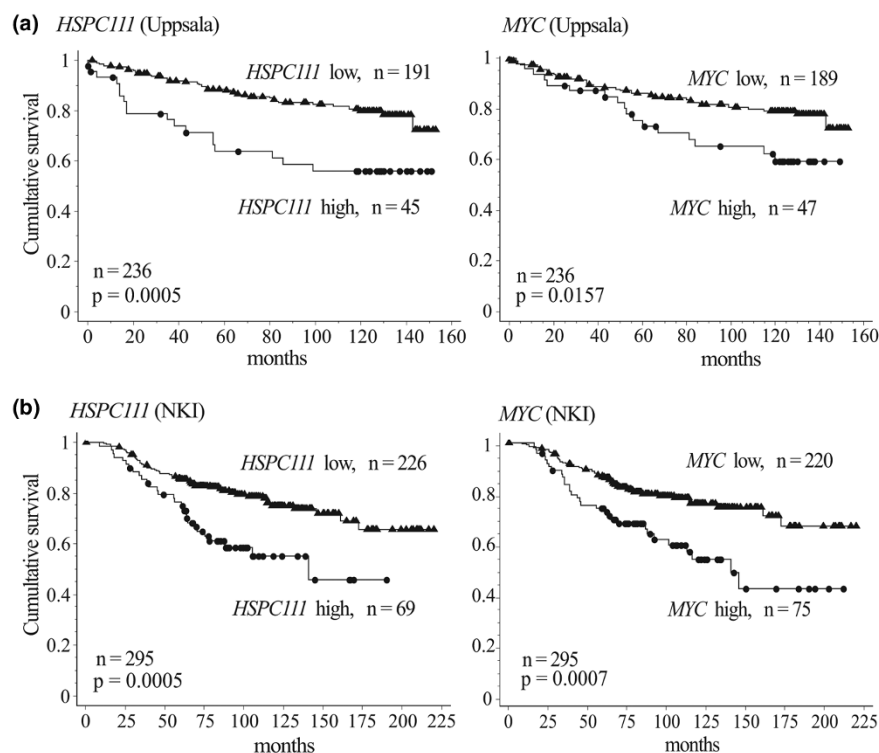 (a) HSPC111 (Uppsala)
MYC (Uppsala)
Cumultative survival
1
0.8
0.6
0.4
0.2
0
HSPC111 low, n = 191
HSPC111 high, n = 45
n = 236
p = 0.0005
0 20 40 60 80 100 120 140 160
months
1
0.8
0.6
0.4
0.2
0
MYC low, n = 189
MYC high, n = 47
n = 236
p = 0.0157
0 20 40 60 80 100 120 140 160
months
(b) HSPC111 (NKI)
MYC (NKI)
Cumultative survival
1
0.8
0.6
0.4
0.2
0
HSPC111 low, n = 226
HSPC111 high, n = 69
n = 295
p = 0.0005
0 25 50 75 100 125 150 175 200 225
months
1
0.8
0.6
0.4
0.2
0
MYC low, n = 220
MYC high, n = 75
n = 295
p = 0.0007
0 25 50 75 100 125 150 175 200 225
months